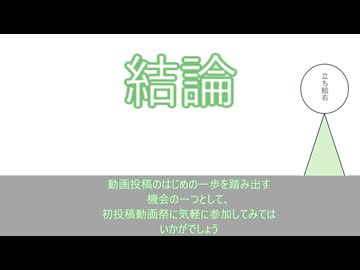 結論
立ち絵右
動画投稿のはじめの一歩を踏み出す
機会の一つとして、
初投稿動画祭に気軽に参加してみては
いかがでしょう